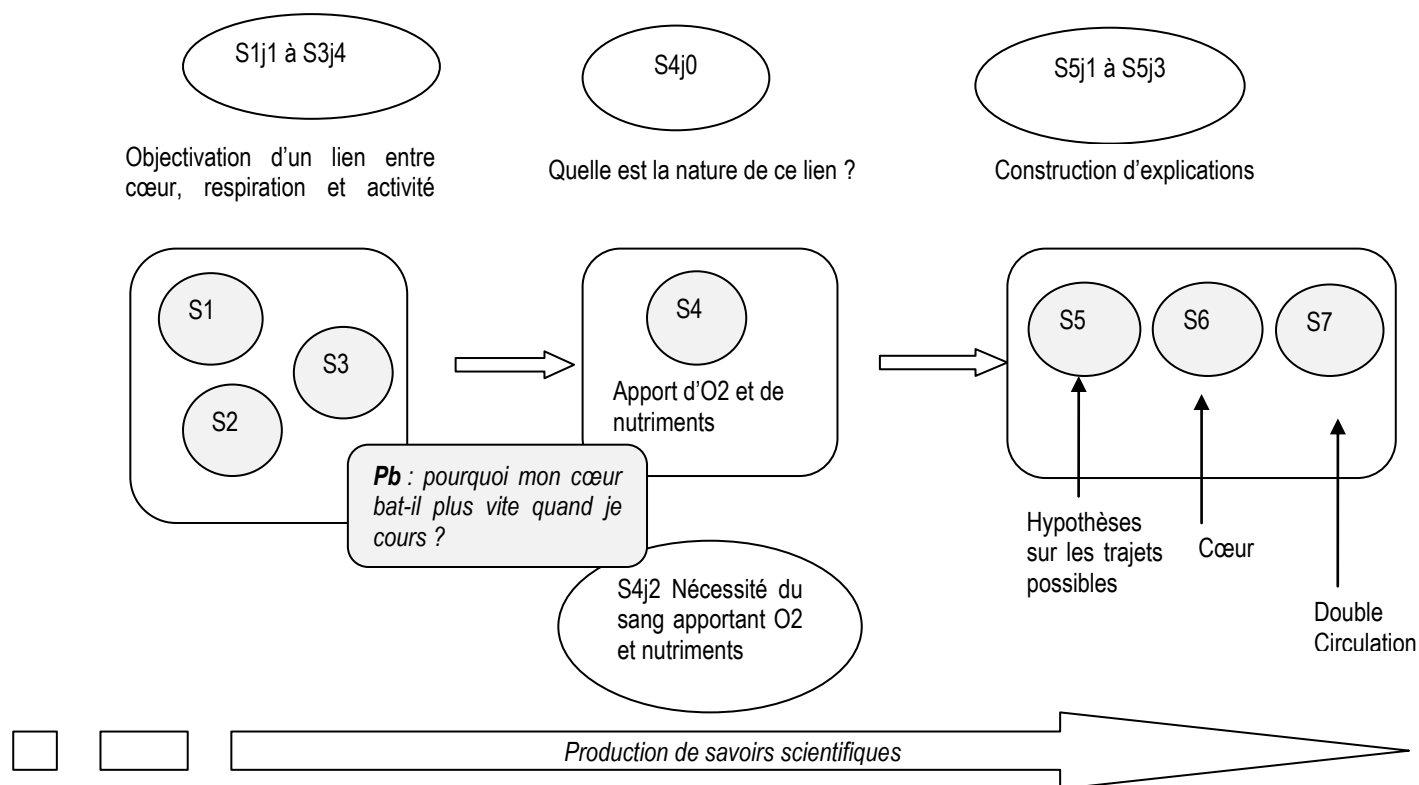 S1j1 à S3j4
S4j0
S5j1 à S5j3
Objectivation d'un lien entre
cœur, respiration et activité
Quelle est la nature de ce lien ?
Construction d'explications
S1
S2
S3
S4
Apport d'O2 et de
nutriments
Pb : pourquoi mon cœur
bat-il plus vite quand je
cours ?
S4j2 Nécessité du
sang apportant O2
et nutriments
S5
S6
S7
Hypothèses
sur les trajets
possibles
Cœur
Double
Circulation
Production de savoirs scientifiques